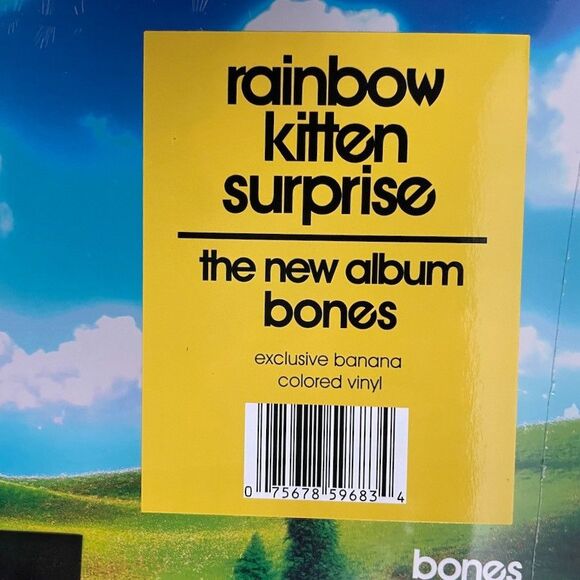 rainbow
kitten
surprise
the new album
bones
exclusive banana
colored vinyl
0 75678 59683 4
bones